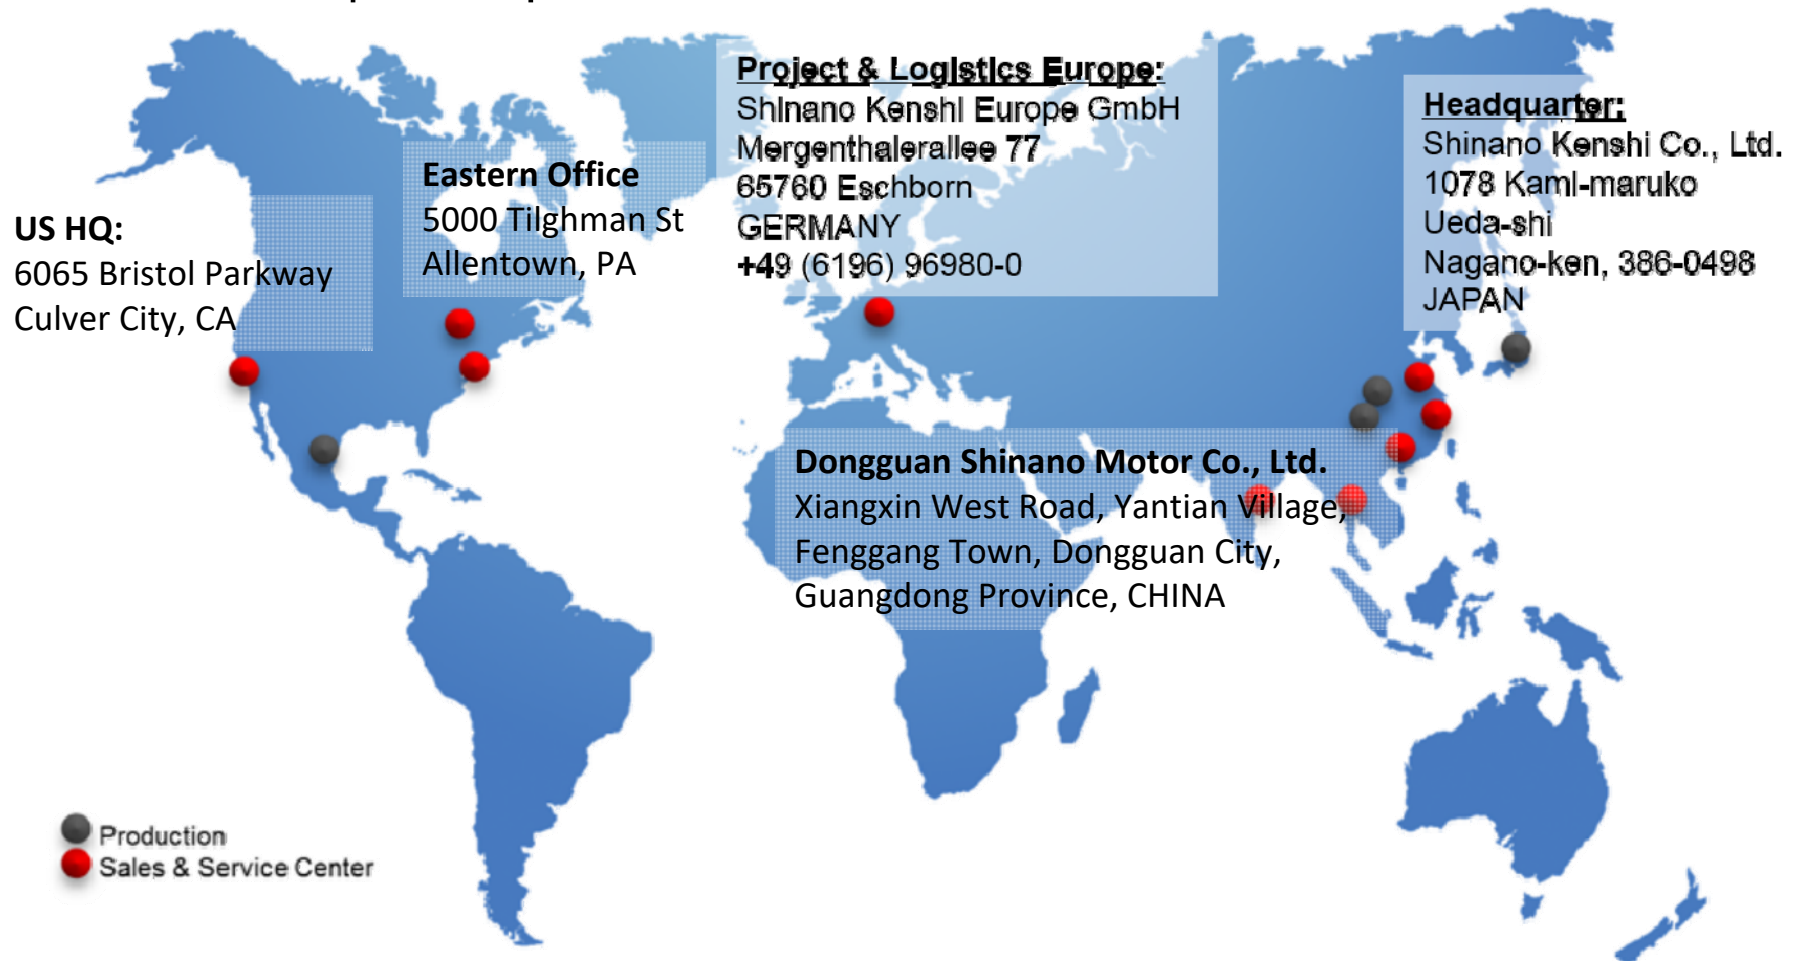 US HQ:
6065 Bristol Parkway
Culver City, CA
Eastern Office
5000 Tilghman St
Allentown, PA
Project & Logistics Europe:
Shinano Kenshi Europe GmbH
Mergenthalerallee 77
65760 Eschborn
GERMANY
+49 (6196) 96980-0
Headquarter:
Shinano Kenshi Co., Ltd.
1078 Kami-maruko
Ueda-shi
Nagano-ken, 386-0498
JAPAN
Dongguan Shinano Motor Co., Ltd.
Xiangxin West Road, Yantian Village,
Fenggang Town, Dongguan City,
Guangdong Province, CHINA
Production
Sales & Service Center